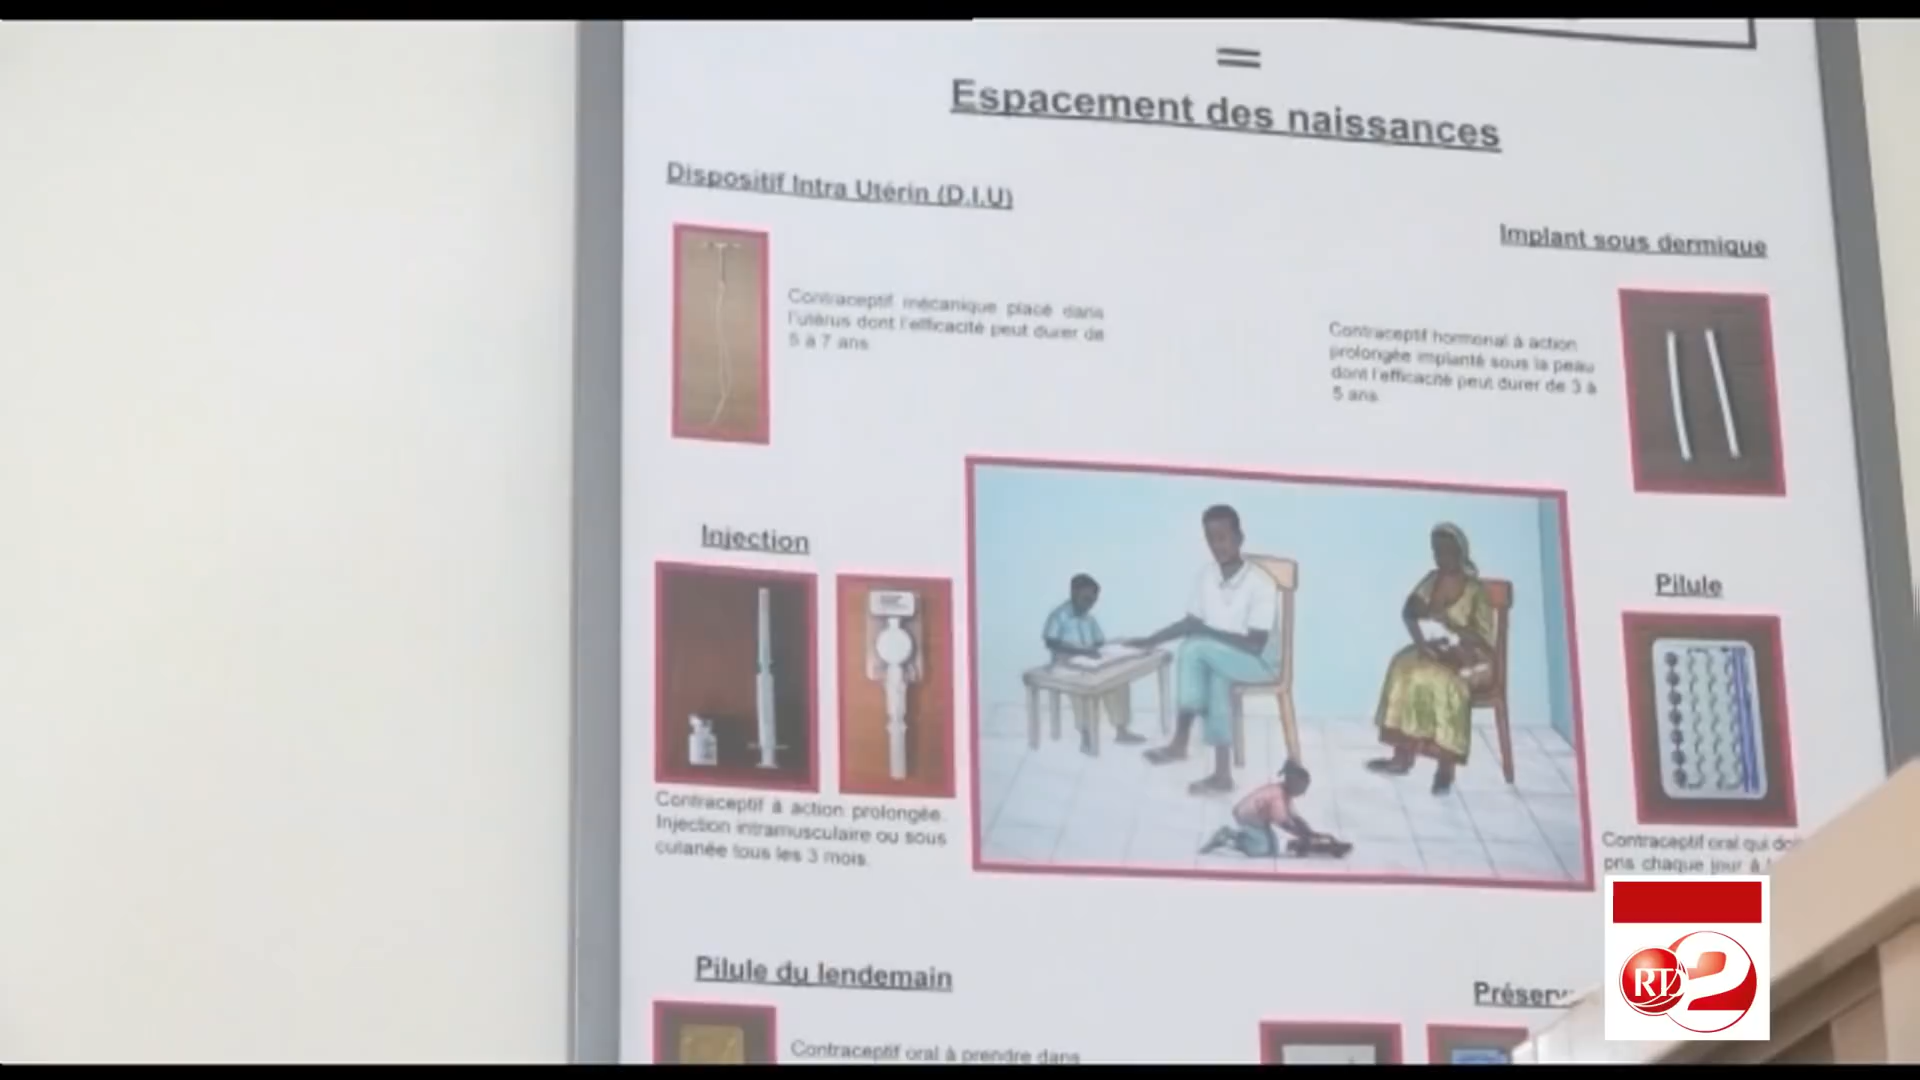 =
Espacement des naissances
Dispositif Intra Utérin (D.I.U)
Contraceptif mécanique placé dans
l'utérus dont l'efficacité peut durer de
5 à 7 ans
Implant sous dermique
Contraceptif hormonal à action
prolongée implanté sous la peau
dont l'efficacité peut durer de 3 à
5 ans
Injection
Contraceptif à action prolongée.
Injection intramusculaire ou sous
cutanée tous les 3 mois.
Pilule
Contraceptif oral qui doi
pris chaque jour à l
Pilule du lendemain
Contraceptif oral à prendre dans
Préserv
RTD2